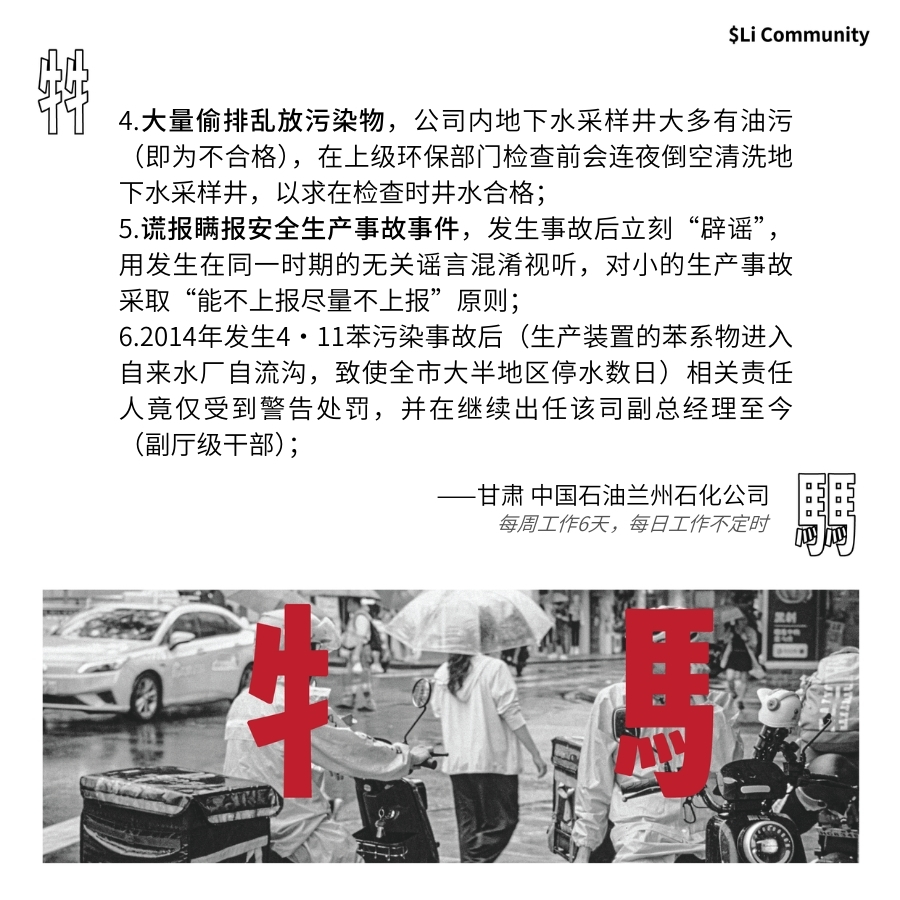 $Li Community
牪
4.大量偷排乱放污染物，公司内地下水采样井大多有油污
（即为不合格），在上级环保部门检查前会连夜倒空清洗地
下水采样井，以求在检查时井水合格；
5.谎报瞒报安全生产事故事件，发生事故后立刻“辟谣”，
用发生在同一时期的无关谣言混淆视听，对小的生产事故
采取“能不上报尽量不上报”原则；
6.2014年发生4・11苯污染事故后（生产装置的苯系物进入
自来水厂自流沟，致使全市大半地区停水数日）相关责任
人竟仅受到警告处罚，并在继续出任该司副总经理至今
（副厅级干部）；
——甘肃 中国石油兰州石化公司
每周工作6天，每日工作不定时
騳
牛 馬